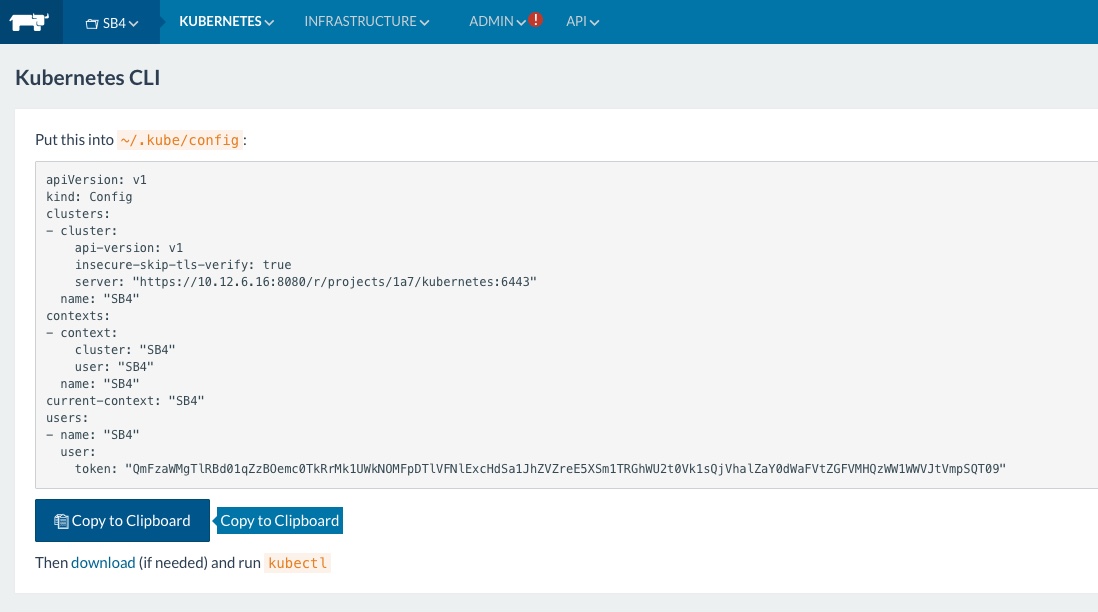 SB4 KUBERNETES INFRASTRUCTURE ADMIN ! API
Kubernetes CLI
Put this into ~/.kube/config:
apiVersion: v1
kind: Config
clusters:
- cluster:
    api-version: v1
    insecure-skip-tls-verify: true
    server: "https://10.12.6.16:8080/r/projects/1a7/kubernetes:6443"
  name: "SB4"
contexts:
- context:
    cluster: "SB4"
    user: "SB4"
  name: "SB4"
current-context: "SB4"
users:
- name: "SB4"
  user:
    token: "QmFzaWMgTlRBd01qZzBOemc0TkRrMk1UWkNOMFpDTlVFNlExcHdSa1JhZVZreE5XSm1TRGhWU2t0Vk1sQjVhalZaY0dWaFVtZGFVMHQzWW1WWVJtVmpSQT09"
Copy to Clipboard Copy to Clipboard
Then download (if needed) and run kubectl